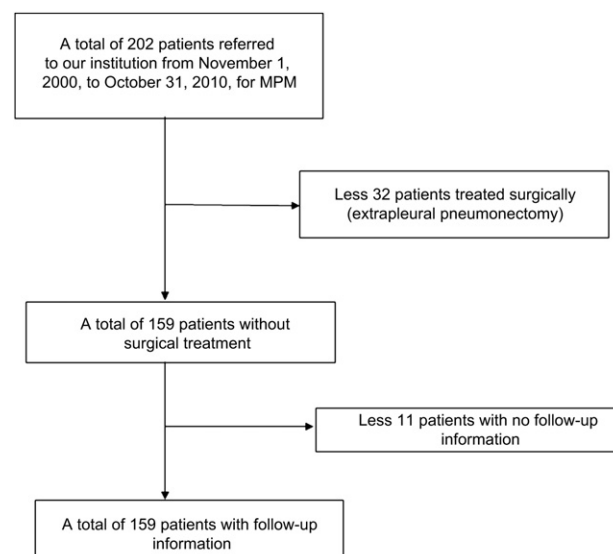 A total of 202 patients referred
to our institution from November 1,
2000, to October 31, 2010, for MPM
Less 32 patients treated surgically
(extrapleural pneumonectomy)
A total of 159 patients without
surgical treatment
Less 11 patients with no follow-up
information
A total of 159 patients with follow-up
information